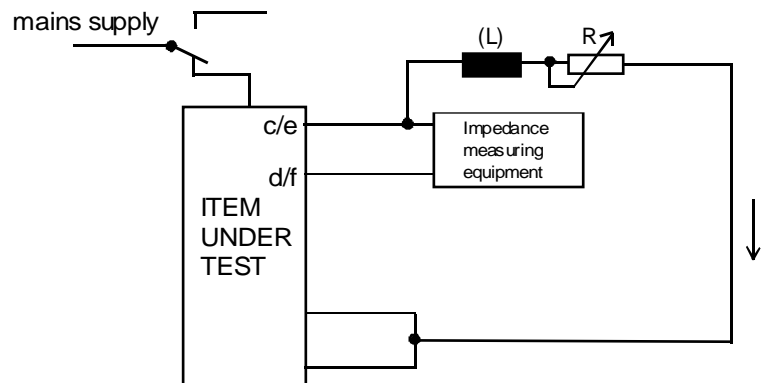 mains supply
(L)
R
c/e
Impedance
measuring
equipment
d/f
ITEM
UNDER
TEST